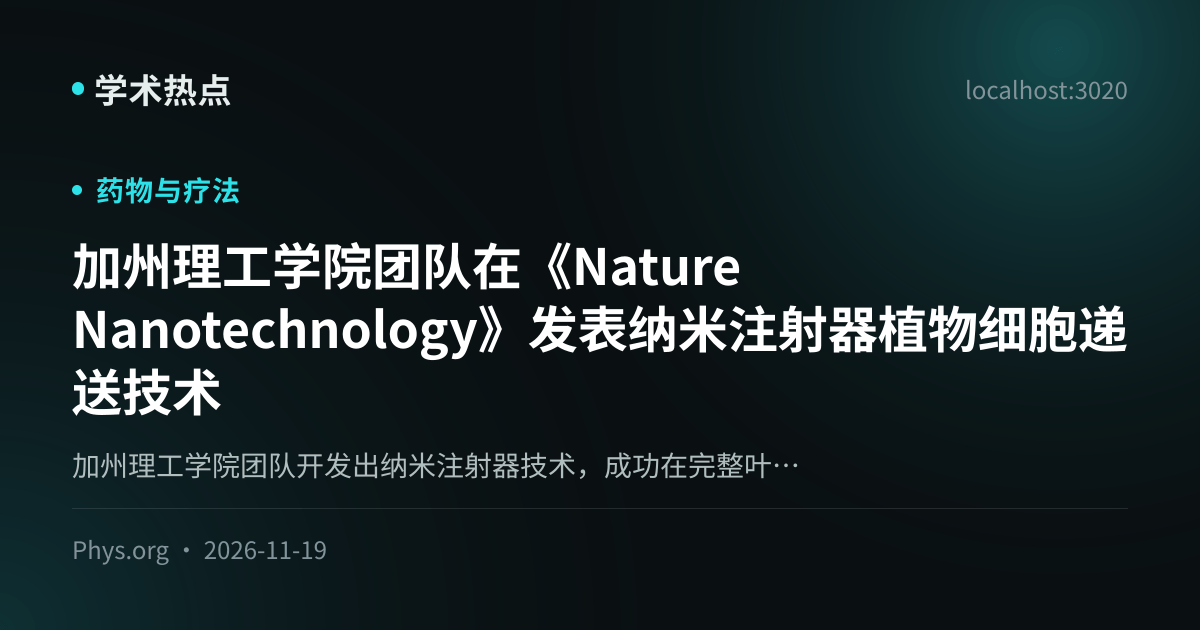 学术热点
localhost:3020
药物与疗法
加州理工学院团队在《Nature
Nanotechnology》发表纳米注射器植物细胞递
送技术
加州理工学院团队开发出纳米注射器技术，成功在完整叶…
Phys.org · 2026-11-19